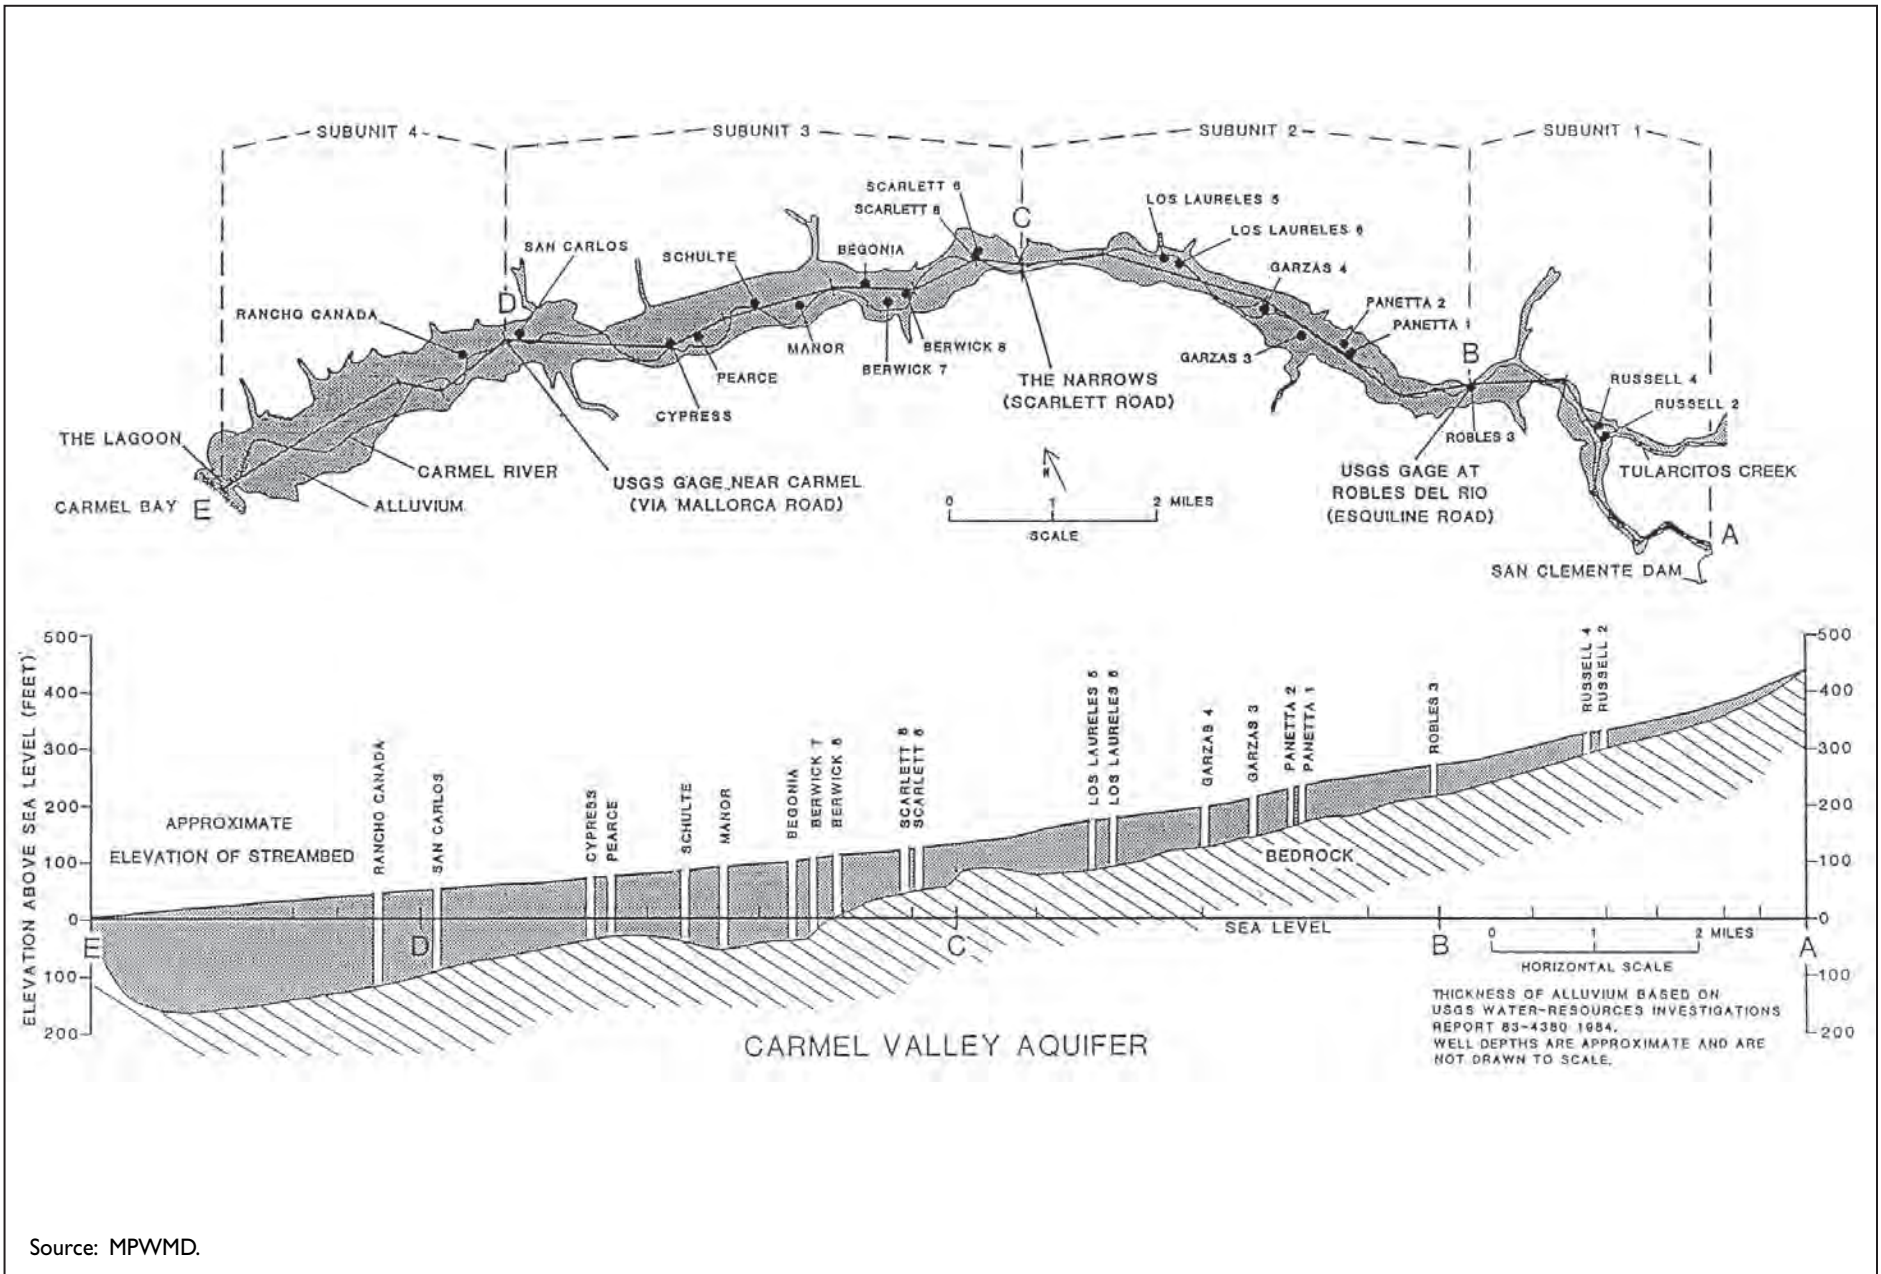 SUBUNIT 4
SUBUNIT 3
SUBUNIT 2
SUBUNIT 1
SCARLETT 6
SCARLETT 8
C
LOS LAURELES 5
LOS LAURELES 6
SAN CARLOS
SCHULTE
BEGONIA
GARZAS 4
D
RANCHO CANADA
PANETTA 2
PANETTA 1
MANOR
BERWICK 8
BERWICK 7
GARZAS 3
B
PEARCE
THE NARROWS
(SCARLETT ROAD)
CYPRESS
RUSSELL 4
RUSSELL 2
ROBLES 3
THE LAGOON
CARMEL RIVER
TULARCITOS CREEK
USGS GAGE NEAR CARMEL
(VIA MALLORCA ROAD)
USGS GAGE AT
ROBLES DEL RIO
(ESQUILINE ROAD)
N
CARMEL BAY
E
ALLUVIUM
0 1 2 MILES
SCALE
A
SAN CLEMENTE DAM
ELEVATION ABOVE SEA LEVEL (FEET)
500
400
300
200
100
0
100
200
APPROXIMATE
ELEVATION OF STREAMBED
RANCHO CANADA
SAN CARLOS
CYPRESS
PEARCE
SCHULTE
MANOR
BEGONIA
BERWICK 7
BERWICK 8
SCARLETT 8
SCARLETT 6
LOS LAURELES 5
LOS LAURELES 6
GARZAS 4
GARZAS 3
PANETTA 2
PANETTA 1
ROBLES 3
RUSSELL 4
RUSSELL 2
500
400
300
200
100
0
100
200
BEDROCK
SEA LEVEL
E
D
C
B
A
0 1 2 MILES
HORIZONTAL SCALE
THICKNESS OF ALLUVIUM BASED ON
USGS WATER-RESOURCES INVESTIGATIONS
REPORT 83-4280 1984.
WELL DEPTHS ARE APPROXIMATE AND ARE
NOT DRAWN TO SCALE.
CARMEL VALLEY AQUIFER
Source: MPWMD.